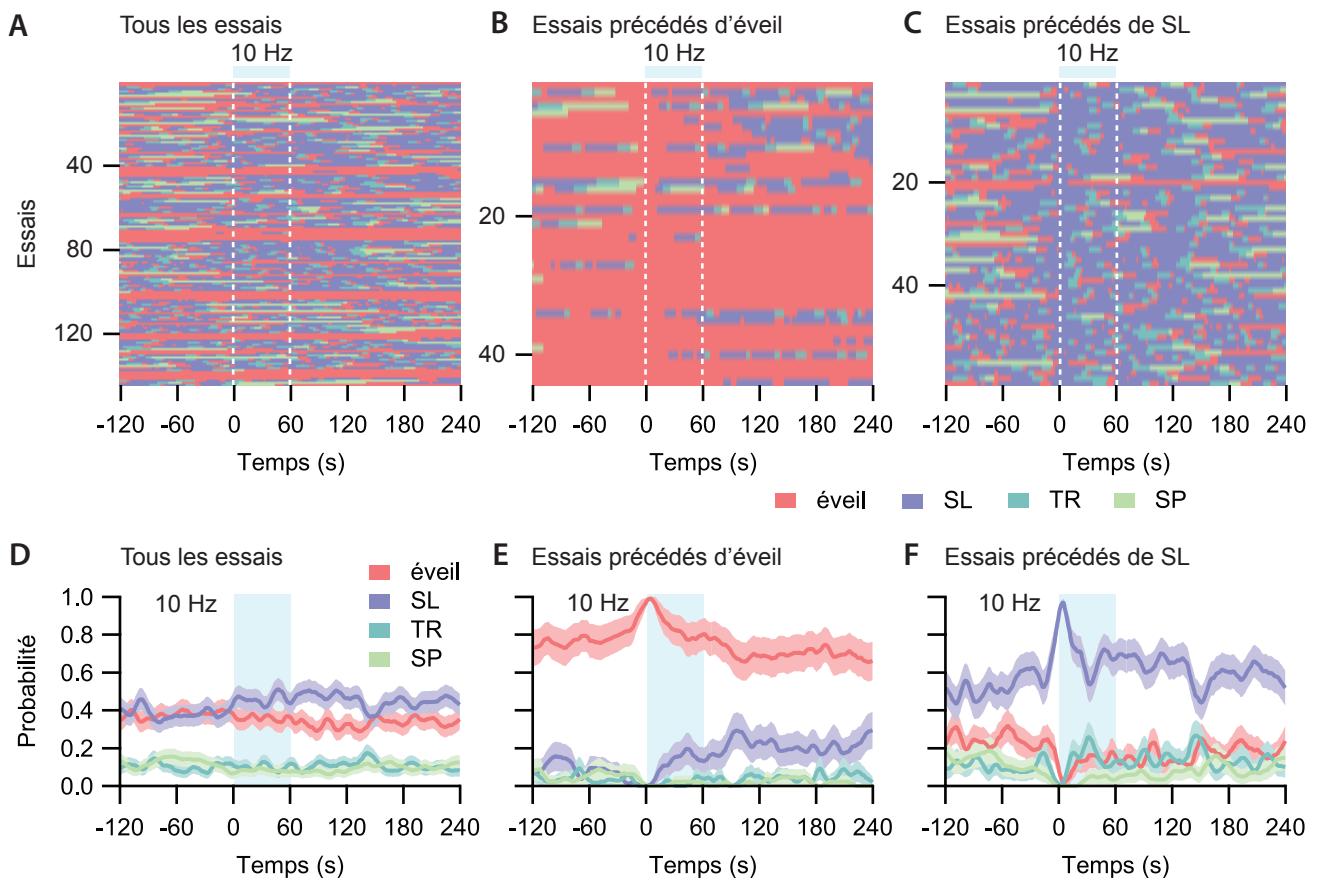 A Tous les essais
10 Hz
Essais
40
80
120
-120 -60 0 60 120 180 240
Temps (s)
B Essais précédés d'éveil
10 Hz
20
40
-120 -60 0 60 120 180 240
Temps (s)
C Essais précédés de SL
10 Hz
20
40
-120 -60 0 60 120 180 240
Temps (s)
éveil SL TR SP
D Tous les essais
éveil
SL
TR
SP
10 Hz
Probabilité
1.0
0.8
0.6
0.4
0.2
0.0
-120 -60 0 60 120 180 240
Temps (s)
E Essais précédés d'éveil
10 Hz
-120 -60 0 60 120 180 240
Temps (s)
F Essais précédés de SL
10 Hz
-120 -60 0 60 120 180 240
Temps (s)